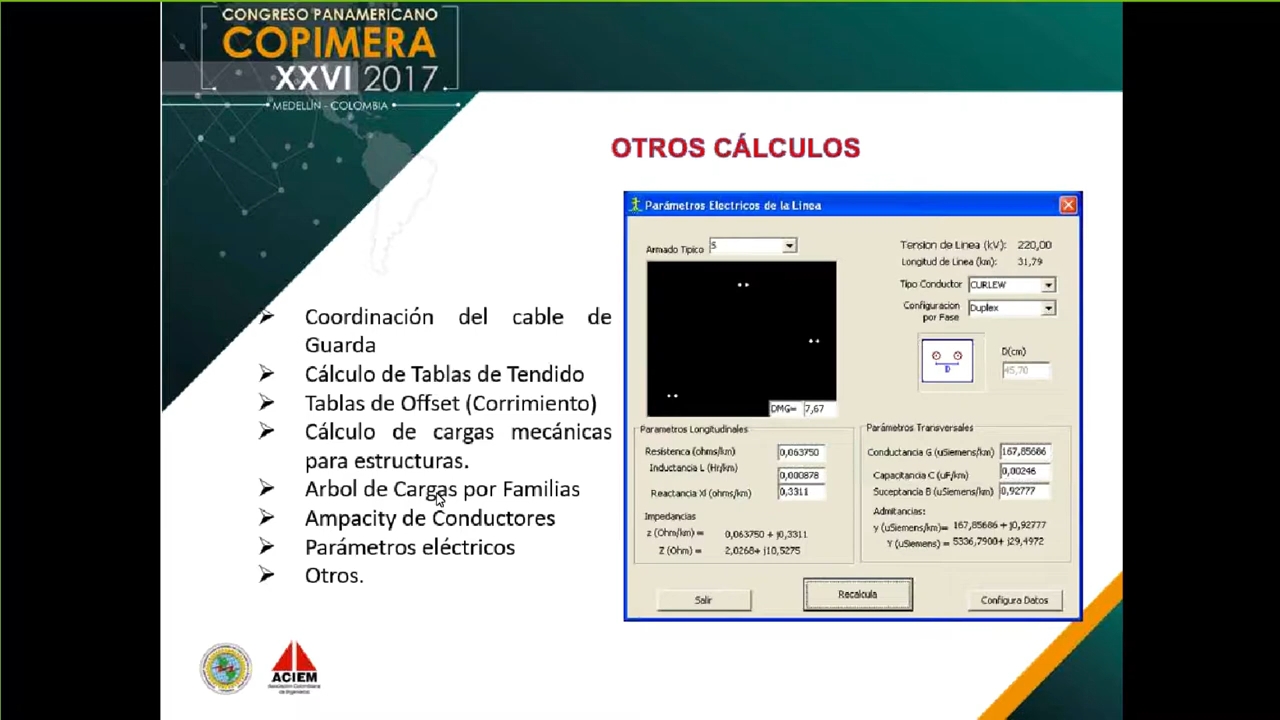 CONGRESO PANAMERICANO
COPIMERA
XXVI 2017
MEDELLÍN - COLOMBIA
OTROS CÁLCULOS
Coordinación del cable de
Guarda
Cálculo de Tablas de Tendido
Tablas de Offset (Corrimiento)
Cálculo de cargas mecánicas
para estructuras.
Arbol de Cargas por Familias
Ampacity de Conductores
Parámetros eléctricos
Otros.
Parámetros Electricos de la Linea
Armado Tipico 5
DMG= 7,67
Tension de Linea (kV): 220,00
Longitud de Linea (km): 31,79
Tipo Conductor CURLEW
Configuracion
por Fase Duplex
D
D(cm)
45,70
Parametros Longitudinales
Resistenca (ohms/km) 0,063750
Inductancia L (Hr/km) 0,000878
Reactancia Xl (ohms/km) 0,3311
Impedancias
z (Ohm/km) = 0,063750 + j0,3311
Z (Ohm) = 2,0268+ j10,5275
Parámetros Transversales
Conductancia G (uSiemens/km) 167,85686
Capacitancia C (uF/km) 0,00246
Suceptancia B (uSiemens/km) 0,92777
Admitancias:
y (uSiemens/km)= 167,85686 + j0,92777
Y (uSiemens) = 5336,7900+ j29,4972
Salir
Recalcula
Configura Datos
ACIEM